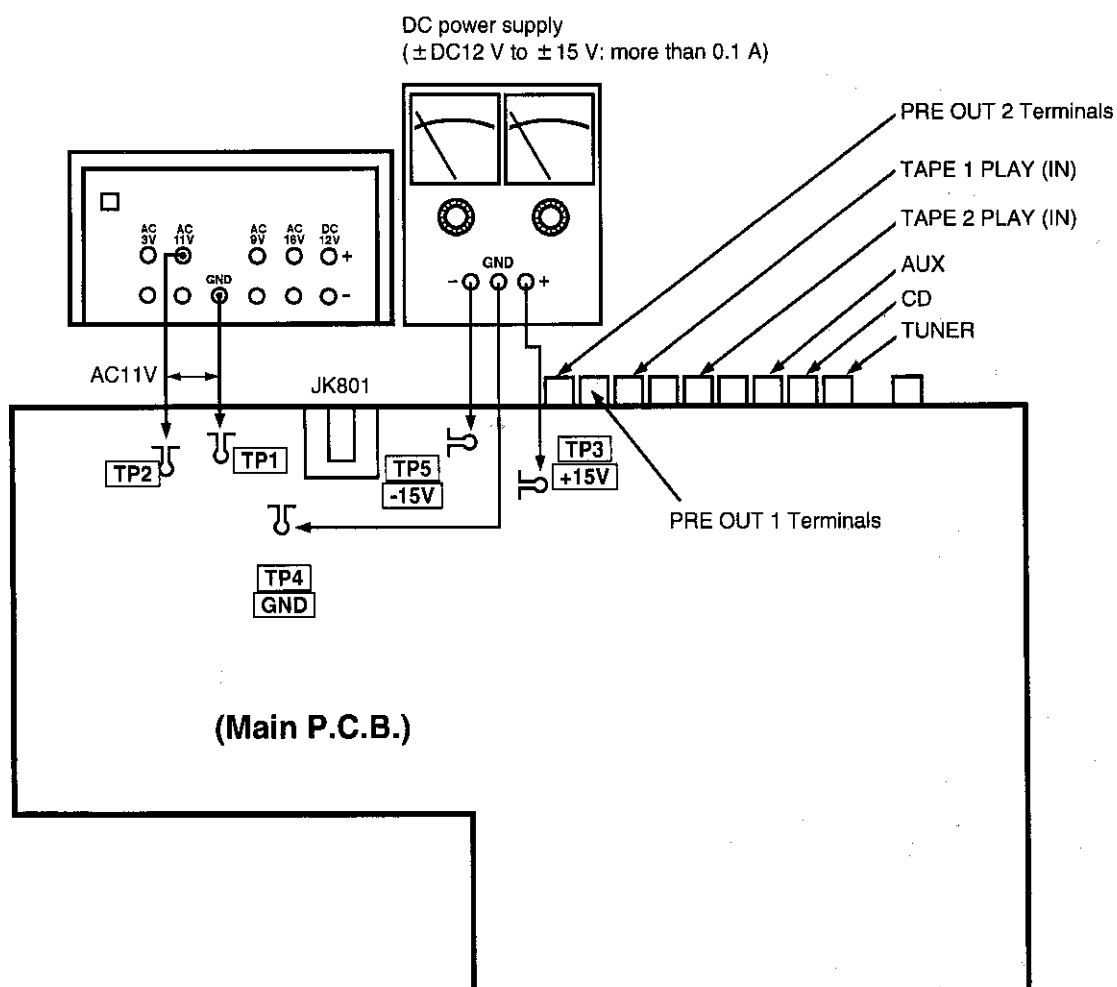 DC power supply
( ±DC12 V to ±15 V: more than 0.1 A)
PRE OUT 2 Terminals
TAPE 1 PLAY (IN)
TAPE 2 PLAY (IN)
AUX
CD
TUNER
AC 3V
AC 11V
AC 9V
AC 18V
DC 12V
+
GND
-
- GND +
AC11V
JK801
TP2
TP1
TP5
-15V
TP3
+15V
PRE OUT 1 Terminals
TP4
GND
(Main P.C.B.)